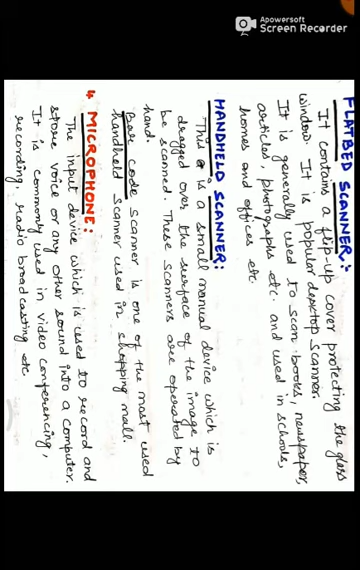 Apowersoft
Screen Recorder
FLATBED SCANNER:-
It contains a flip-up cover protecting the glass
window. It is popular desktop scanner.
It is generally used to scan books, newspaper,
articles, photographs etc. and used in schools,
homes and offices etc.
HANDHELD SCANNER:
This is a small manual device which is
dragged over the surface of the image to
be scanned. These scanners are operated by
hand.
Bar code scanner is one of the most used
handheld scanner used in shopping mall.
4 MICROPHONE:
The input device which is used to record and
store voice or any other sound into a computer.
It is commonly used in video conferencing,
recording, radio broadcasting etc